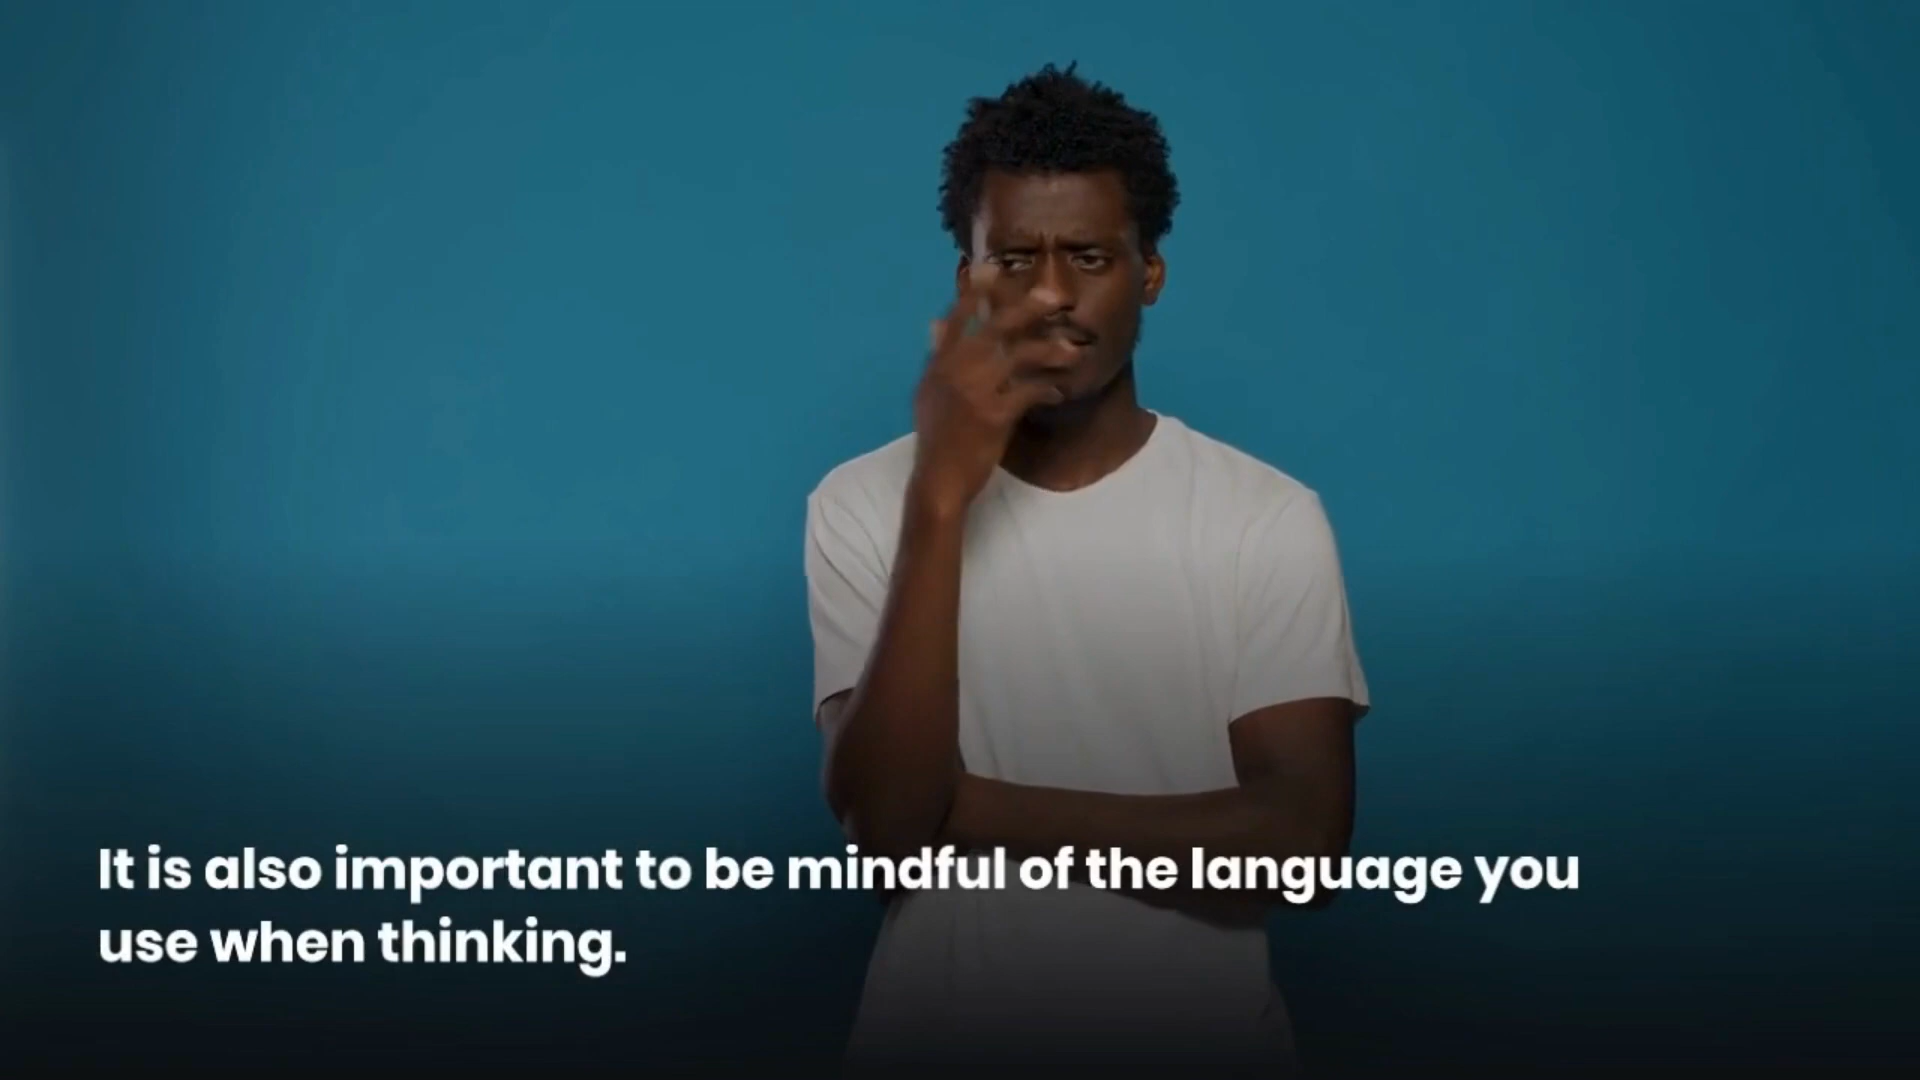 It is also important to be mindful of the language you
use when thinking.